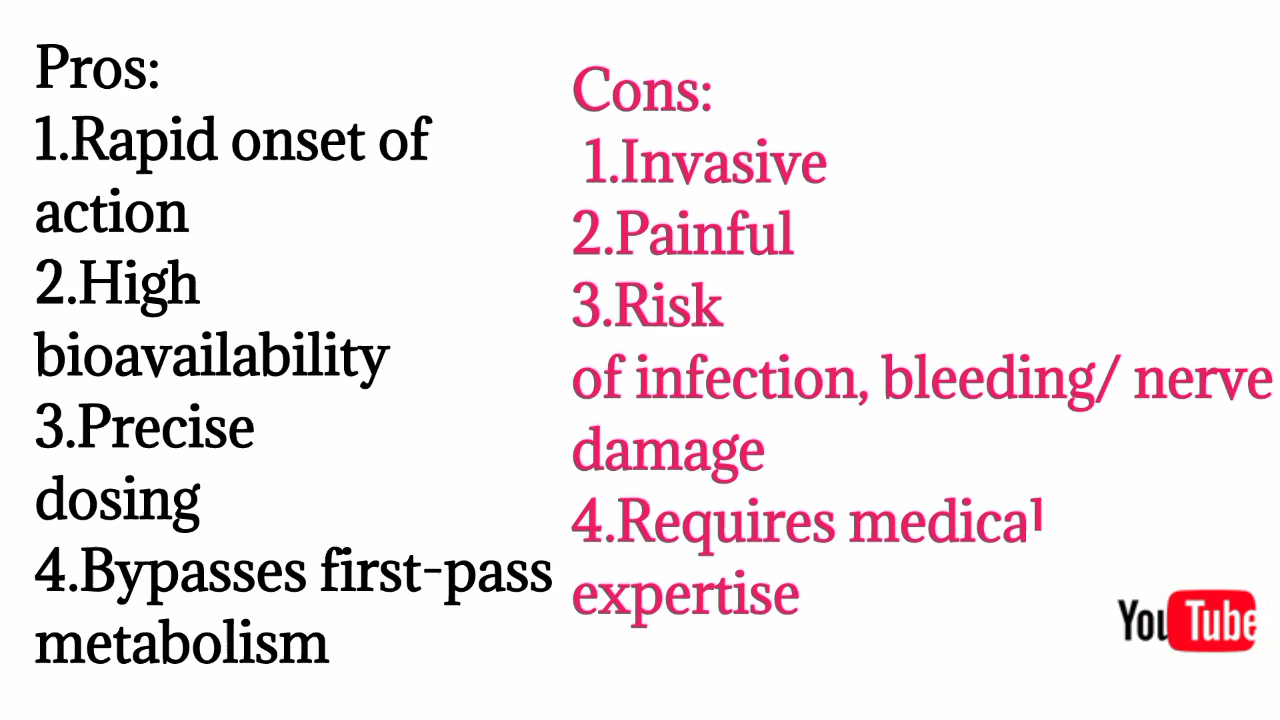 Pros:
1.Rapid onset of
action
2.High
bioavailability
3.Precise
dosing
4.Bypasses first-pass
metabolism
Cons:
1.Invasive
2.Painful
3.Risk
of infection, bleeding/ nerve
damage
4.Requires medical
expertise
YouTube